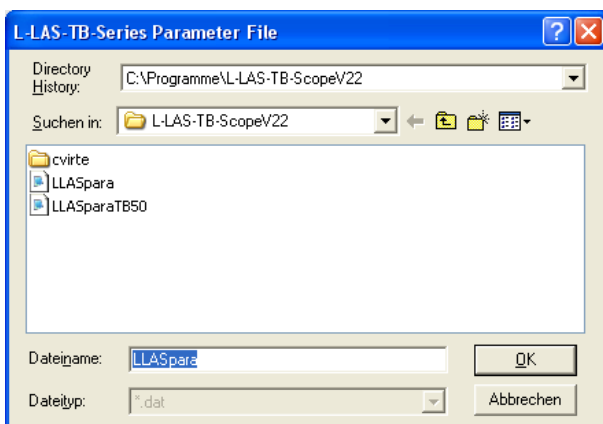 L-LAS-TB-Series Parameter File
Directory
History:
C:\Programme\L-LAS-TB-ScopeV22
Suchen in:
L-LAS-TB-ScopeV22
cvirte
LLASpara
LLASparaTB50
Dateiname:
LLASpara
OK
Dateityp:
*.dat
Abbrechen